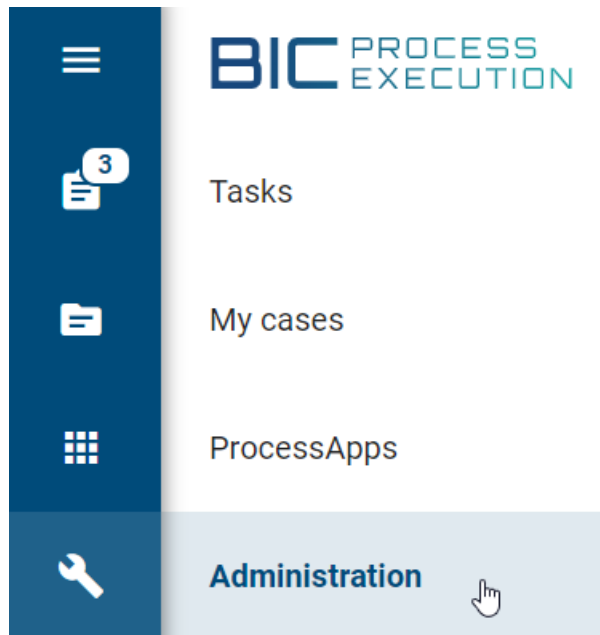 BIC PROCESS
EXECUTION
3
Tasks
My cases
ProcessApps
Administration